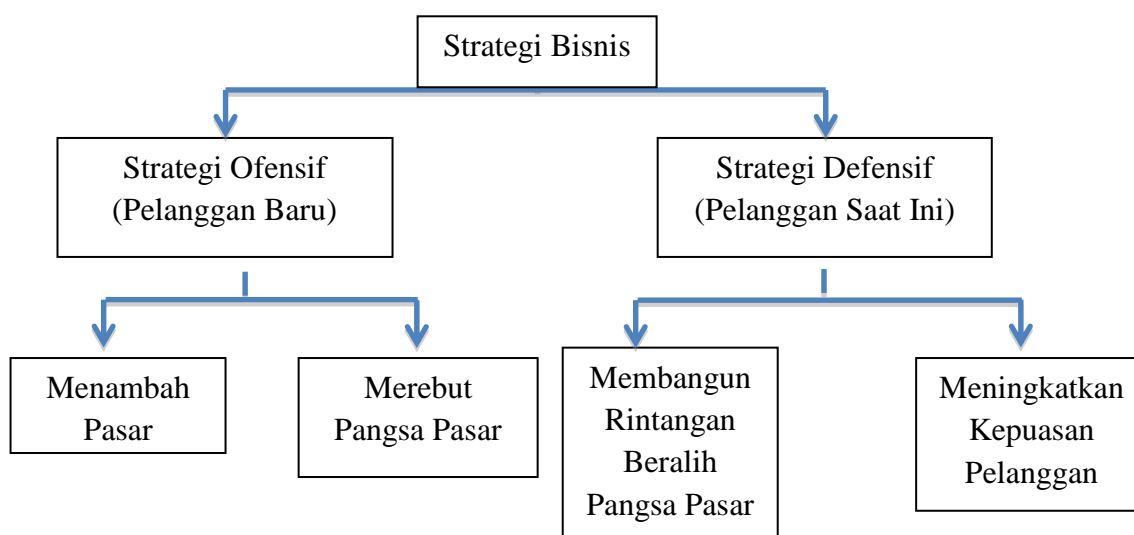 Strategi Bisnis
Strategi Ofensif
(Pelanggan Baru)
Strategi Defensif
(Pelanggan Saat Ini)
Menambah
Pasar
Merebut
Pangsa Pasar
Membangun
Rintangan
Beralih
Pangsa Pasar
Meningkatkan
Kepuasan
Pelanggan